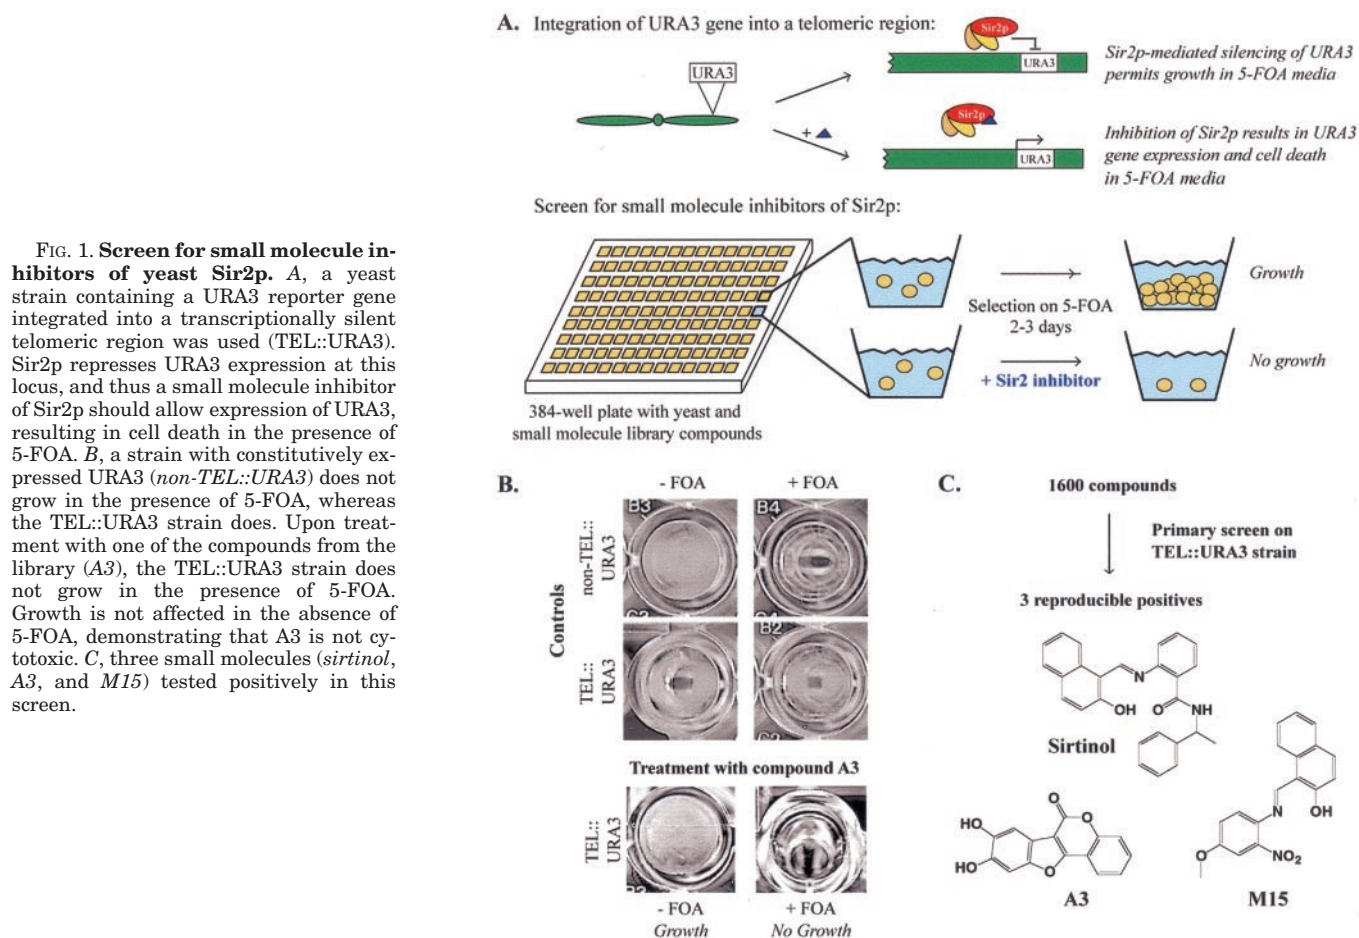 FIG. 1. Screen for small molecule in-
hibitors of yeast Sir2p. A, a yeast
strain containing a URA3 reporter gene
integrated into a transcriptionally silent
telomeric region was used (TEL::URA3).
Sir2p represses URA3 expression at this
locus, and thus a small molecule inhibitor
of Sir2p should allow expression of URA3,
resulting in cell death in the presence of
5-FOA. B, a strain with constitutively ex-
pressed URA3 (non-TEL::URA3) does not
grow in the presence of 5-FOA, whereas
the TEL::URA3 strain does. Upon treat-
ment with one of the compounds from the
library (A3), the TEL::URA3 strain does
not grow in the presence of 5-FOA.
Growth is not affected in the absence of
5-FOA, demonstrating that A3 is not cy-
totoxic. C, three small molecules (sirtinol,
A3, and M15) tested positively in this
screen.
A. Integration of URA3 gene into a telomeric region:
URA3
Sir2p
URA3
Sir2p-mediated silencing of URA3
permits growth in 5-FOA media
+
Sir2p
URA3
Inhibition of Sir2p results in URA3
gene expression and cell death
in 5-FOA media
Screen for small molecule inhibitors of Sir2p:
384-well plate with yeast and
small molecule library compounds
Selection on 5-FOA
2-3 days
+ Sir2 inhibitor
Growth
No growth
B.
- FOA
+ FOA
Controls
non-TEL::
URA3
B3
C3
B4
C4
TEL::
URA3
B2
C2
Treatment with compound A3
TEL::
URA3
B3
- FOA
Growth
+ FOA
No Growth
C.
1600 compounds
Primary screen on
TEL::URA3 strain
3 reproducible positives
N
OH
O
NH
Sirtinol
HO
HO
O
O
O
A3
N
OH
NO2
O
M15